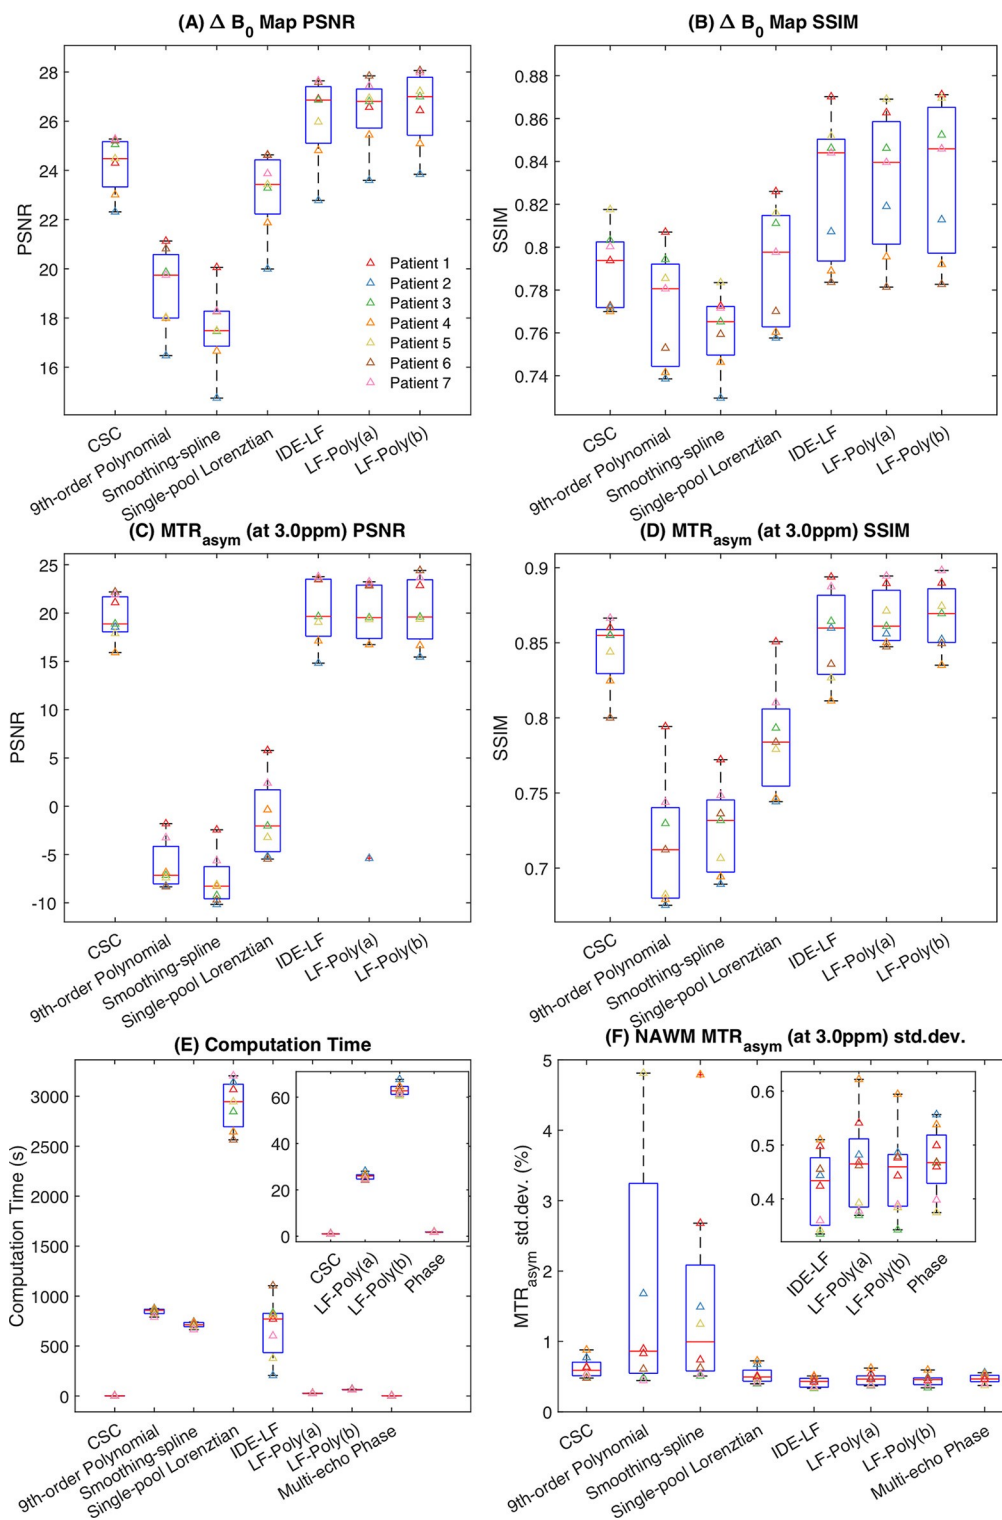 (A) Δ B0 Map PSNR
PSNR
28
26
24
22
20
18
16
Patient 1
Patient 2
Patient 3
Patient 4
Patient 5
Patient 6
Patient 7
CSC
9th-order Polynomial
Smoothing-spline
Single-pool Lorenztian
IDE-LF
LF-Poly(a)
LF-Poly(b)
(B) Δ B0 Map SSIM
SSIM
0.88
0.86
0.84
0.82
0.8
0.78
0.76
0.74
CSC
9th-order Polynomial
Smoothing-spline
Single-pool Lorenztian
IDE-LF
LF-Poly(a)
LF-Poly(b)
(C) MTRasym (at 3.0ppm) PSNR
PSNR
25
20
15
10
5
0
-5
-10
CSC
9th-order Polynomial
Smoothing-spline
Single-pool Lorenztian
IDE-LF
LF-Poly(a)
LF-Poly(b)
(D) MTRasym (at 3.0ppm) SSIM
SSIM
0.9
0.85
0.8
0.75
0.7
CSC
9th-order Polynomial
Smoothing-spline
Single-pool Lorenztian
IDE-LF
LF-Poly(a)
LF-Poly(b)
(E) Computation Time
Computation Time (s)
3000
2500
2000
1500
1000
500
0
60
40
20
0
CSC
LF-Poly(a)
LF-Poly(b)
Phase
CSC
9th-order Polynomial
Smoothing-spline
Single-pool Lorenztian
IDE-LF
LF-Poly(a)
LF-Poly(b)
Multi-echo Phase
(F) NAWM MTRasym (at 3.0ppm) std.dev.
MTRasym std.dev. (%)
5
4
3
2
1
0
0.6
0.5
0.4
IDE-LF
LF-Poly(a)
LF-Poly(b)
Phase
CSC
9th-order Polynomial
Smoothing-spline
Single-pool Lorenztian
IDE-LF
LF-Poly(a)
LF-Poly(b)
Multi-echo Phase